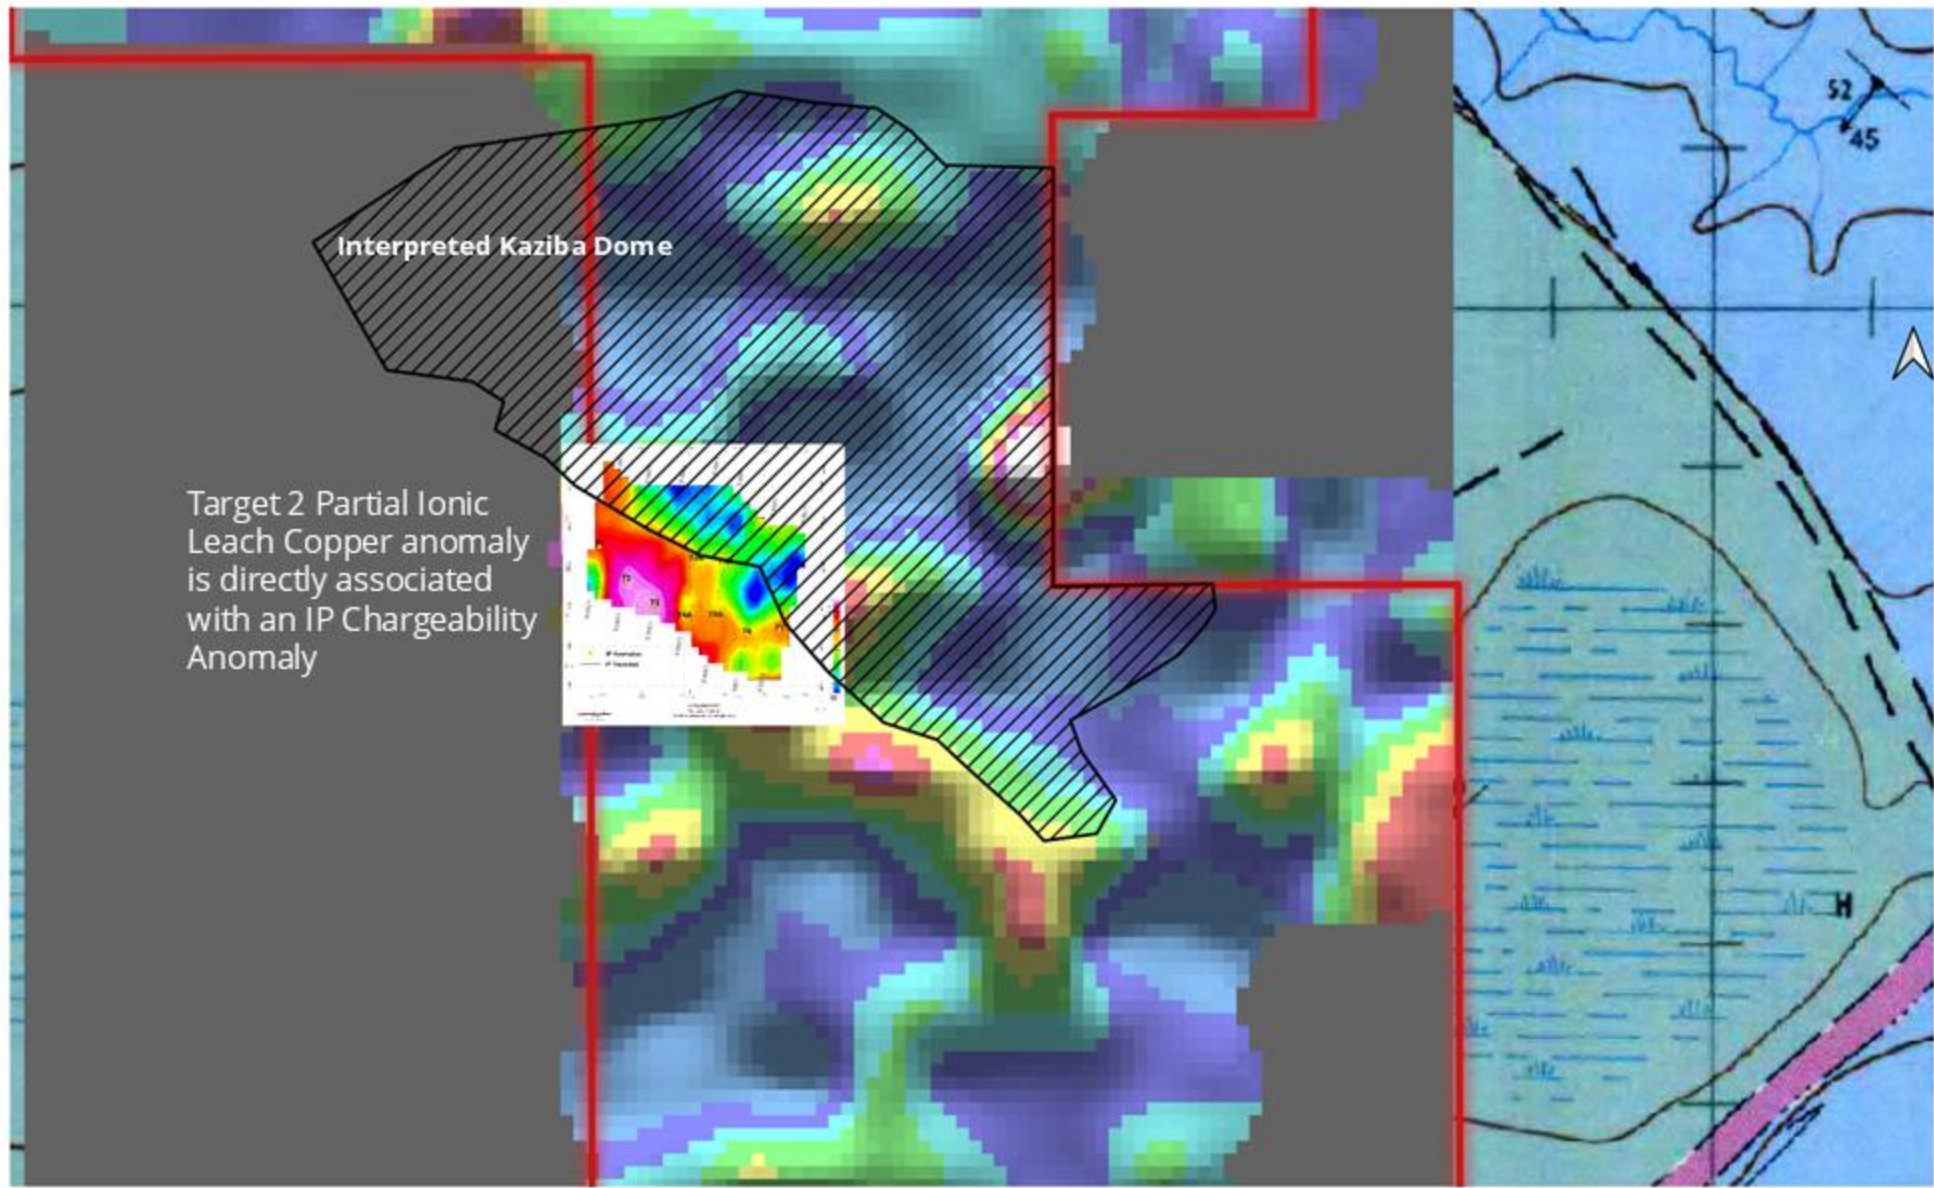 52
45
Interpreted Kaziba Dome
Target 2 Partial Ionic
Leach Copper anomaly
is directly associated
with an IP Chargeability
Anomaly
H